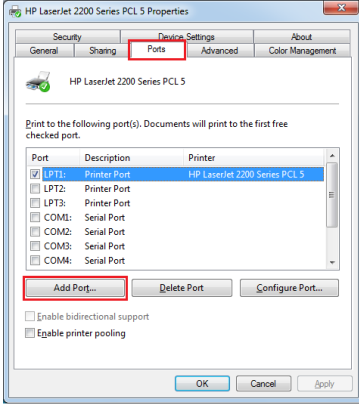 HP LaserJet 2200 Series PCL 5 Properties
X
Security Device Settings About
General Sharing Ports Advanced Color Management
HP LaserJet 2200 Series PCL 5
Print to the following port(s). Documents will print to the first free
checked port.
Port Description Printer
LPT1: Printer Port HP LaserJet 2200 Series PCL 5
LPT2: Printer Port
LPT3: Printer Port
COM1: Serial Port
COM2: Serial Port
COM3: Serial Port
COM4: Serial Port
Add Port... Delete Port Configure Port...
Enable bidirectional support
Enable printer pooling
OK Cancel Apply